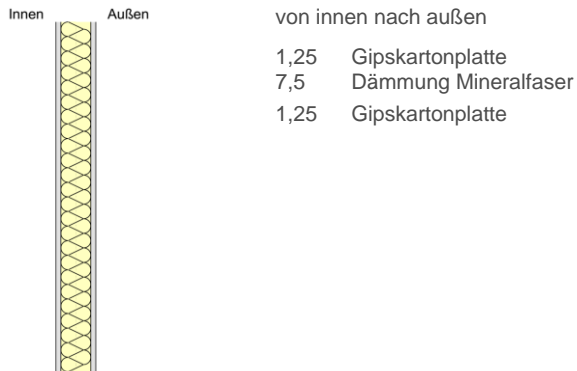 Innen Außen
von innen nach außen
1,25 Gipskartonplatte
7,5 Dämmung Mineralfaser
1,25 Gipskartonplatte